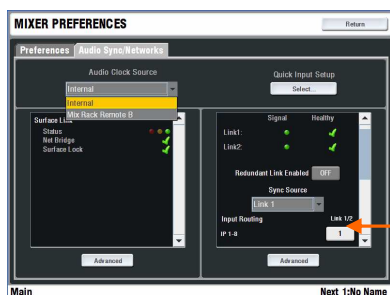 MIXER PREFERENCES
Return
Preferences
Audio Sync/Networks
Audio Clock Source
Quick Input Setup
Internal
Select...
Internal
Mix Rack Remote B
Surface Link
Status
Net Bridge
Surface Lock
Signal
Healthy
Link1:
Link2:
Redundant Link Enabled
OFF
Sync Source
Link 1
Input Routing
Link 1/2
IP 1-8
1
Advanced
Advanced
Main
Next 1:No Name